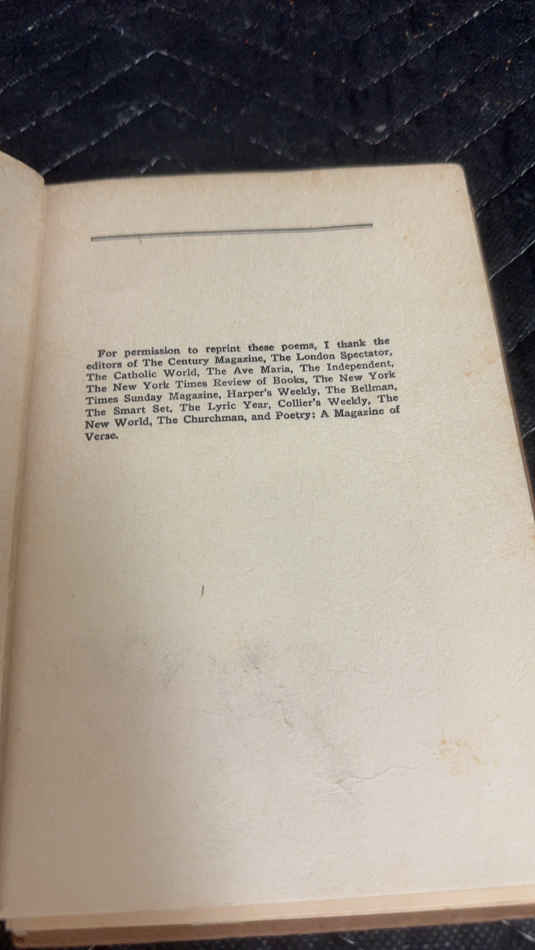 For permission to reprint these poems, I thank the
editors of The Century Magazine, The London Spectator,
The Catholic World, The Ave Maria, The Independent,
The New York Times Review of Books, The New York
Times Sunday Magazine, Harper's Weekly, The Bellman,
The Smart Set, The Lyric Year, Collier's Weekly, The
New World, The Churchman, and Poetry; A Magazine of
Verse.